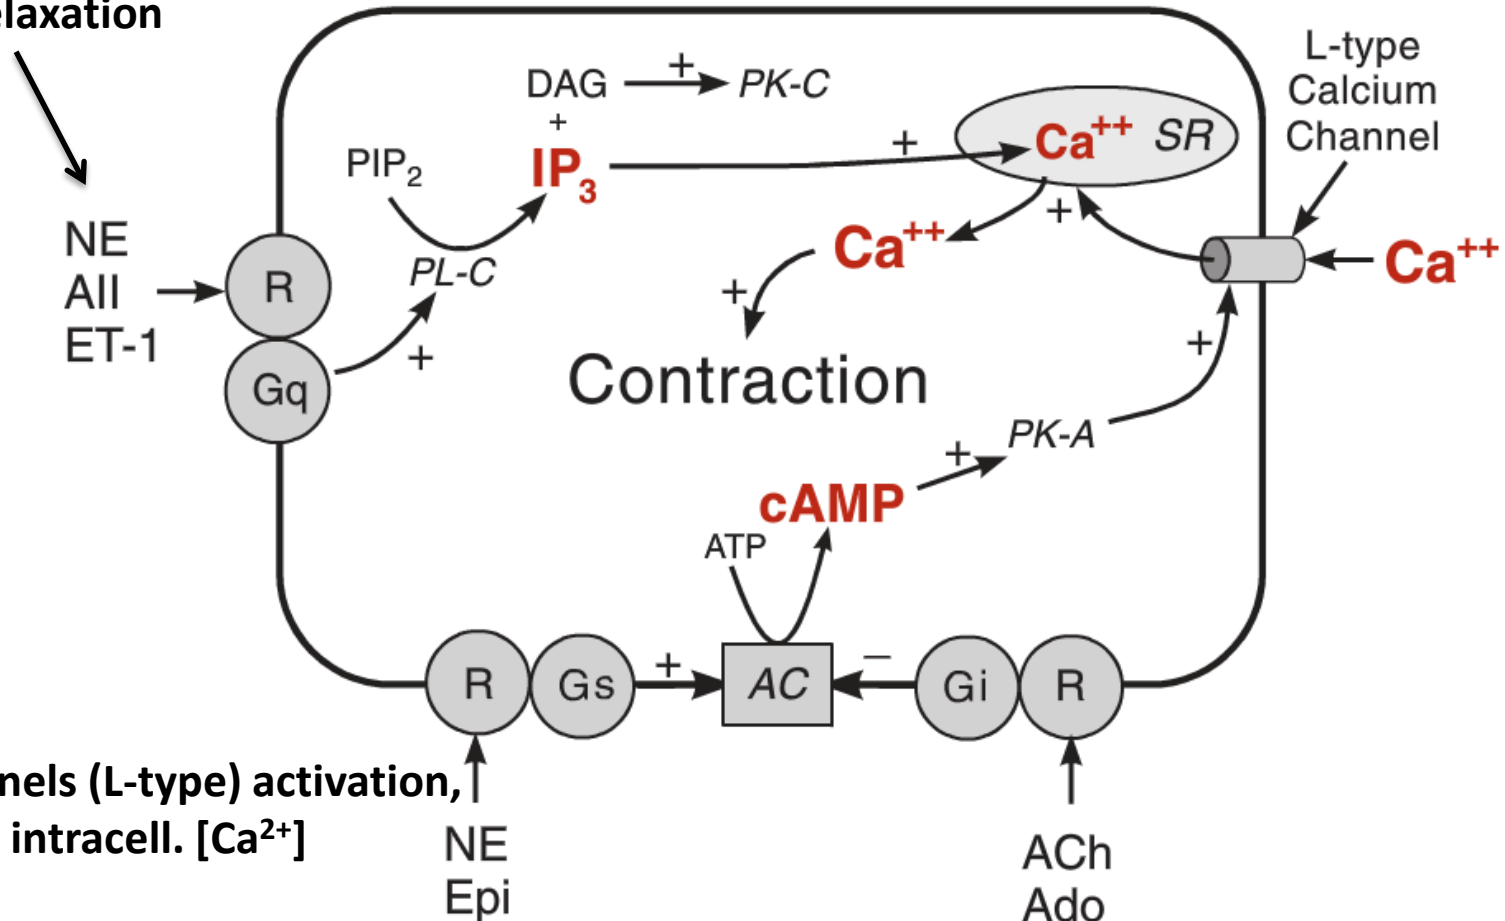 elaxation
L-type
Calcium
Channel
DAG + PK-C
+
PIP2 IP3 + Ca++ SR
PL-C
NE
AII
ET-1
R
Gq
+
Ca++ +
+
Ca++
Contraction
+
PK-A
+
cAMP
ATP
R Gs + AC – Gi R
nels (L-type) activation,
intracell. [Ca2+]
NE
Epi
ACh
Ado